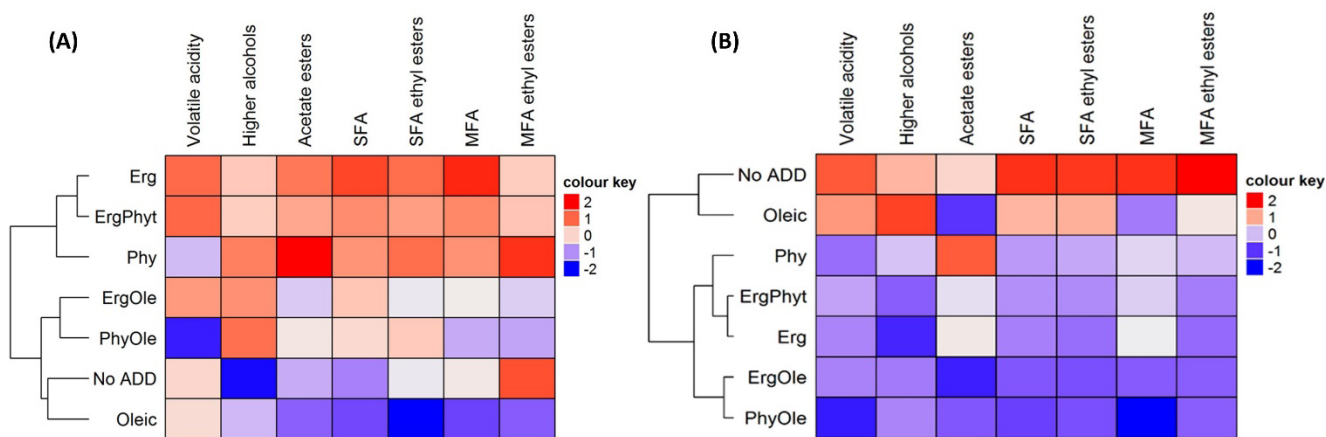 (A)
Volatile acidity
Higher alcohols
Acetate esters
SFA
SFA ethyl esters
MFA
MFA ethyl esters
Erg
ErgPhyt
Phy
ErgOle
PhyOle
No ADD
Oleic
colour key
2
1
0
-1
-2
(B)
Volatile acidity
Higher alcohols
Acetate esters
SFA
SFA ethyl esters
MFA
MFA ethyl esters
No ADD
Oleic
Phy
ErgPhyt
Erg
ErgOle
PhyOle
colour key
2
1
0
-1
-2